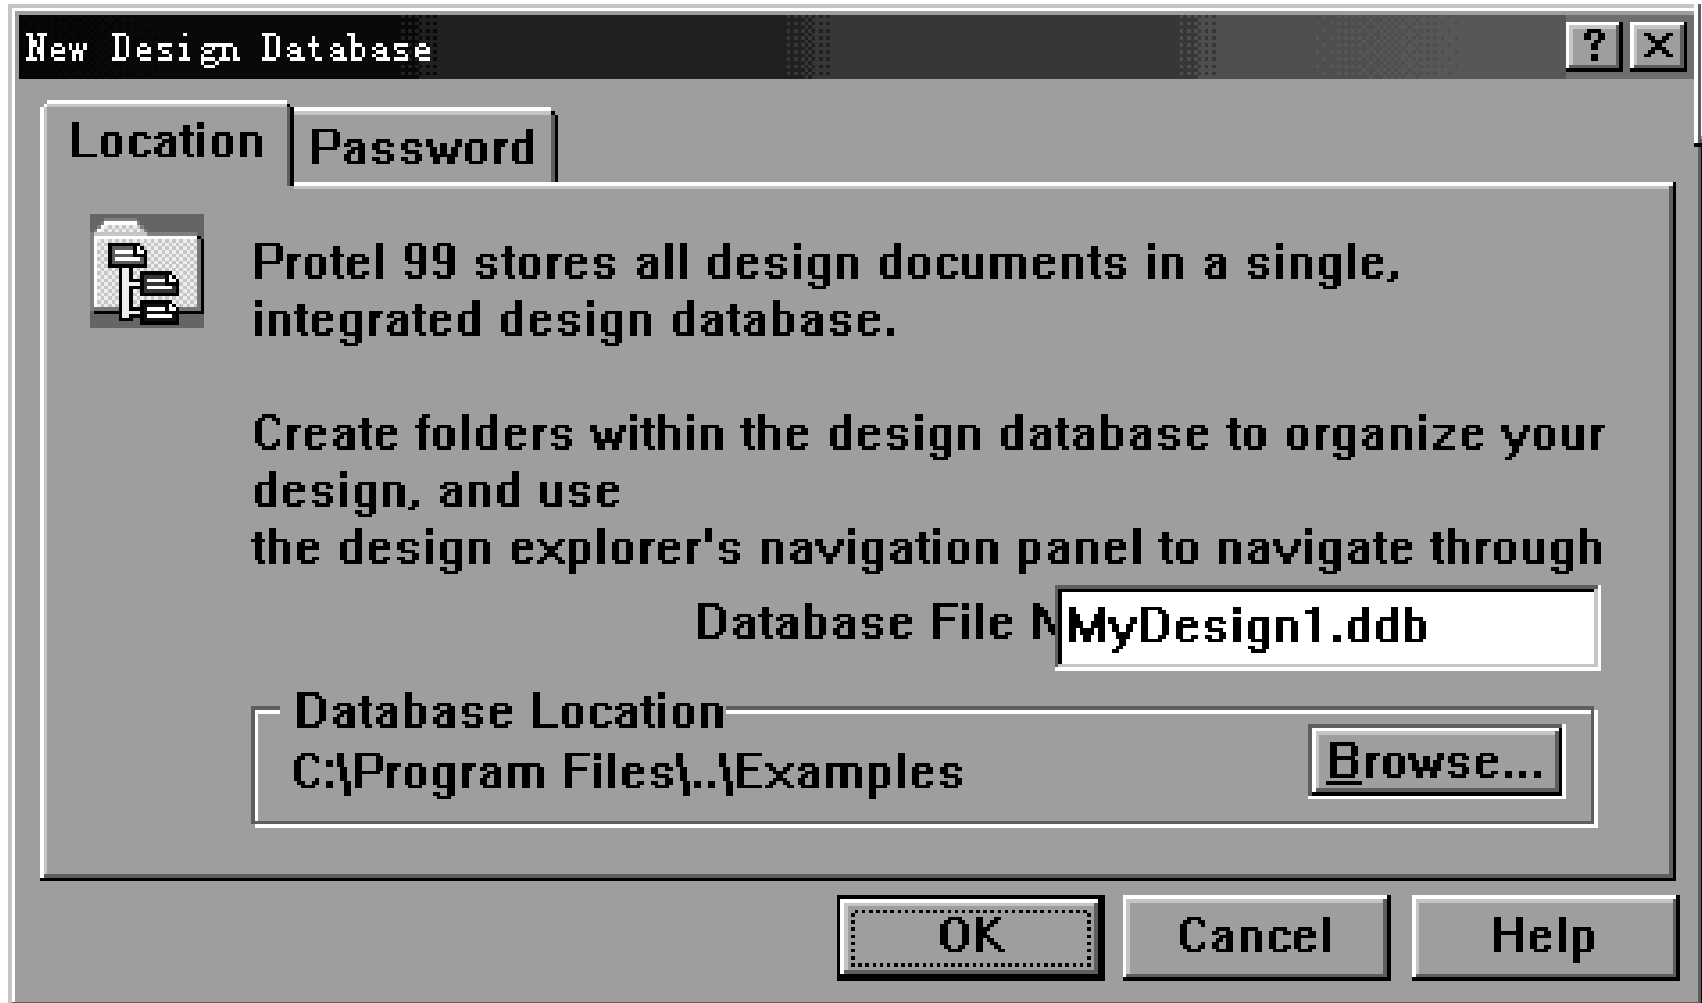 New Design Database
?
Location
Password
Protel 99 stores all design documents in a single,
integrated design database.
Create folders within the design database to organize your
design, and use
the design explorer's navigation panel to navigate through
Database File N
MyDesign1.ddb
Database Location
C:\Program Files\..\Examples
Browse...
OK
Cancel
Help